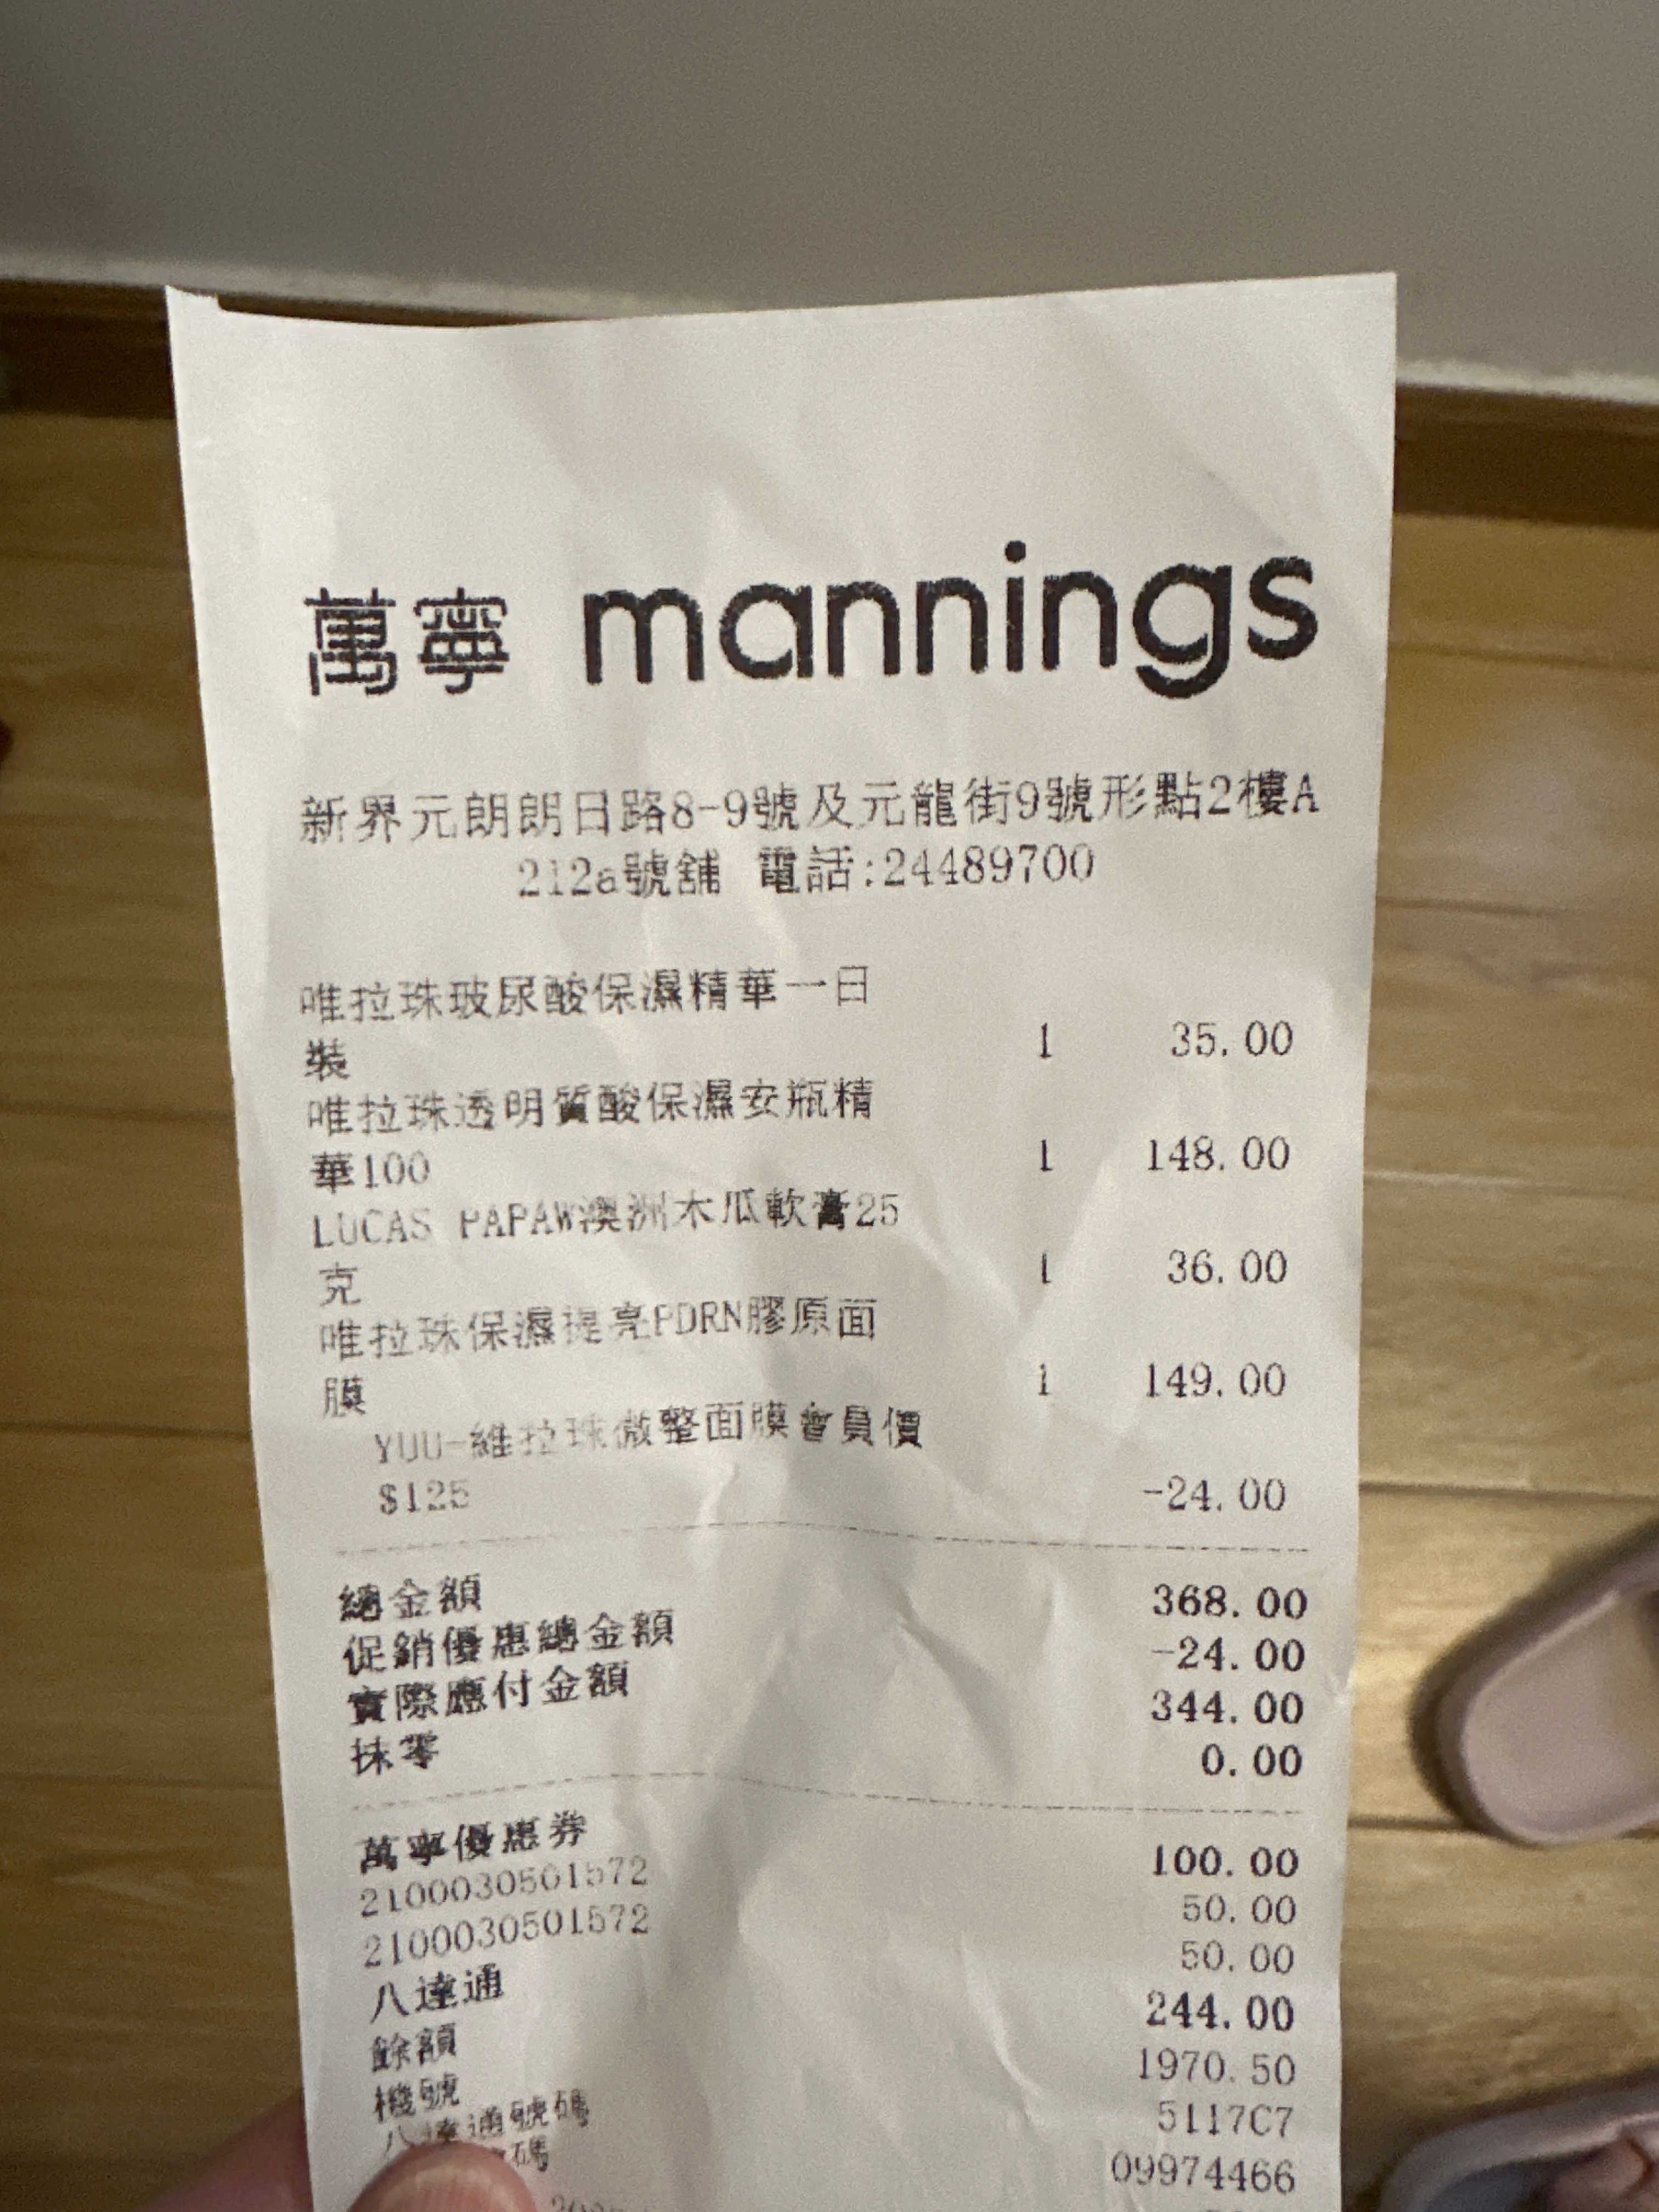 萬寧 mannings
新界元朗朗日路8-9號及元龍街9號形點2樓A
212a號舖 電話:24489700
唯拉珠玻尿酸保濕精華一日
裝 1 35.00
唯拉珠透明質酸保濕安瓶精
華100 1 148.00
LUCAS PAPAW澳洲木瓜軟膏25
克 1 36.00
唯拉珠保濕提亮PDRN膠原面
膜 1 149.00
YUU-維拉珠微整面膜會員價
$125 -24.00
總金額 368.00
促銷優惠總金額 -24.00
實際應付金額 344.00
抹零 0.00
萬寧優惠券 100.00
2100030501572 50.00
2100030501572 50.00
八達通 244.00
餘額 1970.50
機號 5117C7
八達通號碼 09974466
碼